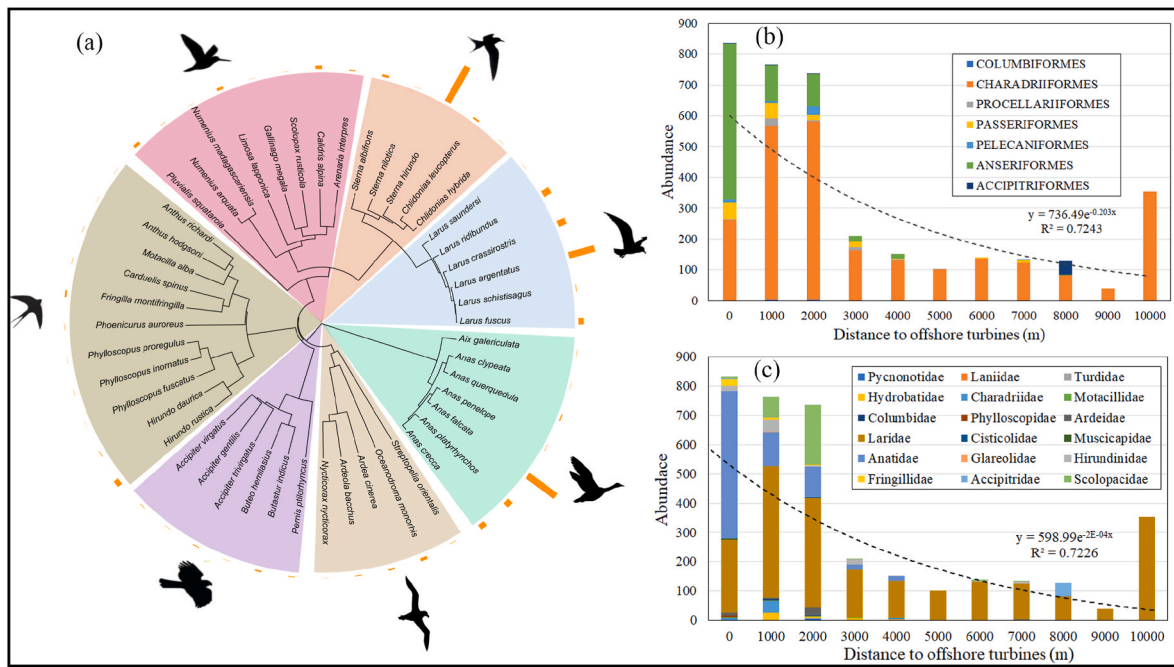 (a)
Pluvialis squatarola
Numenius arquata
Numenius madagascariensis
Limosa lapponica
Gallinago megala
Scolopax rusticola
Calidris alpina
Arenaria interpres
Sterna albifrons
Sterna nilotica
Sterna hirundo
Chlidonias leucopterus
Chlidonias hybrida
Larus saundersi
Larus ridibundus
Larus crassirostris
Larus argentatus
Larus schistisagus
Larus fuscus
Aix galericulata
Anas clypeata
Anas querquecula
Anas penelope
Anas falcata
Anas platyrhynchos
Anas crecca
Streptopelia orientalis
Oceanodroma monorhis
Ardea cinerea
Ardeola bacchus
Nycticorax nycticorax
Pernis ptilorhyncus
Butastur indicus
Buteo hemilasius
Accipiter trivirgatus
Accipiter gentilis
Accipiter virgatus
Hirundo rustica
Hirundo daurica
Phylloscopus fuscatus
Phylloscopus inornatus
Phylloscopus proregulus
Phoenicurus auroreus
Fringilla montifringilla
Carduelis spinus
Motacilla alba
Anthus hodgsoni
Anthus richardi
(b)
Abundance
900
800
700
600
500
400
300
200
100
0
COLUMBIFORMES
CHARADRIIFORMES
PROCELLARIIFORMES
PASSERIFORMES
PELECANIFORMES
ANSERIFORMES
ACCIPITRIFORMES
y = 736.49e-0.203x
R² = 0.7243
0 1000 2000 3000 4000 5000 6000 7000 8000 9000 10000
Distance to offshore turbines (m)
(c)
Abundace
900
800
700
600
500
400
300
200
100
0
Pycnonotidae Laniidae Turdidae
Hydrobatidae Charadriidae Motacillidae
Columbidae Phylloscopidae Ardeidae
Laridae Cisticolidae Muscicapidae
Anatidae Glareolidae Hirundinidae
Fringillidae Accipitridae Scolopacidae
y = 598.99e-2E-04x
R² = 0.7226
0 1000 2000 3000 4000 5000 6000 7000 8000 9000 10000
Distance to offshore turbines (m)